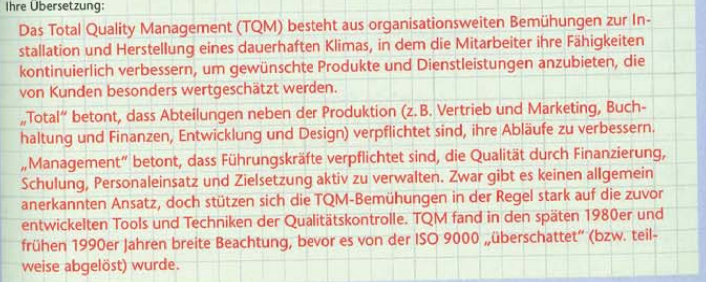 Ihre Übersetzung:
Das Total Quality Management (TQM) besteht aus organisationsweiten Bemühungen zur In-
stallation und Herstellung eines dauerhaften Klimas, in dem die Mitarbeiter ihre Fähigkeiten
kontinuierlich verbessern, um gewünschte Produkte und Dienstleistungen anzubieten, die
von Kunden besonders wertgeschätzt werden.
„Total“ betont, dass Abteilungen neben der Produktion (z. B. Vertrieb und Marketing, Buch-
haltung und Finanzen, Entwicklung und Design) verpflichtet sind, ihre Abläufe zu verbessern.
„Management“ betont, dass Führungskräfte verpflichtet sind, die Qualität durch Finanzierung,
Schulung, Personaleinsatz und Zielsetzung aktiv zu verwalten. Zwar gibt es keinen allgemein
anerkannten Ansatz, doch stützen sich die TQM-Bemühungen in der Regel stark auf die zuvor
entwickelten Tools und Techniken der Qualitätskontrolle. TQM fand in den späten 1980er und
frühen 1990er Jahren breite Beachtung, bevor es von der ISO 9000 „überschattet“ (bzw. teil-
weise abgelöst) wurde.